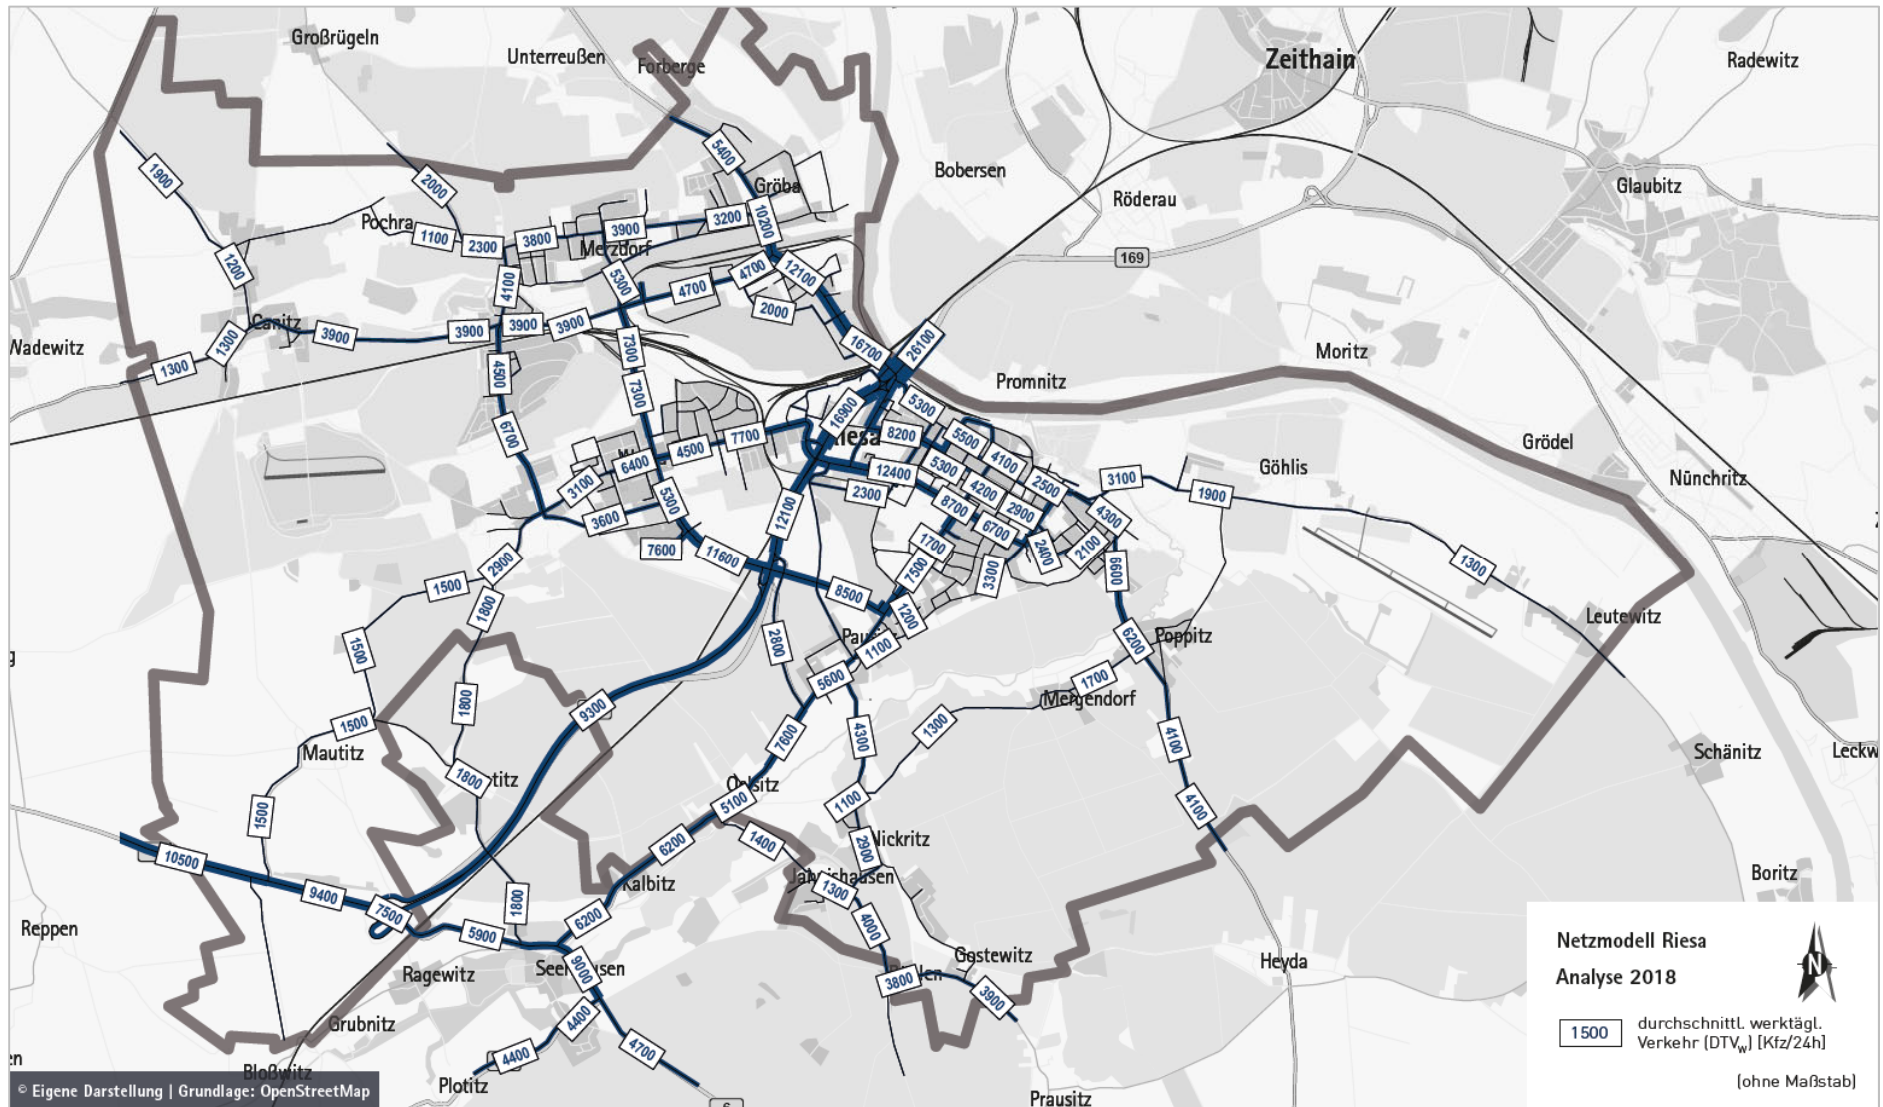 Großrügeln
Unterreußen
Forberge
Zeithain
Radewitz
5400
1900
2000
Gröba
Bobersen
Röderau
Glaubitz
Pochra
1100
2300
3800
3900
3200
10200
Merzdorf
169
1200
4100
5300
4700
4700
12100
2000
Canitz
1300
3900
3900
3900
3900
7300
16700
26100
Wadewitz
1300
4500
7300
Moritz
Promnitz
16900
5300
6700
7700
4500
8200
5500
Grödel
6400
12400
5300
4100
Göhlis
Nünchritz
3100
2300
4200
2500
3100
1900
5300
12100
8700
2900
4300
3600
6700
7600
11600
1700
2400
2100
1300
2900
7500
3300
6600
1500
8500
1800
1200
Leutewitz
1500
2800
1100
6200
Poppitz
5600
1700
Mergendorf
1800
9300
1500
7600
4300
1300
4100
Mautitz
Schänitz
1800
5100
1100
4100
1500
6200
1400
2900
Nickritz
10500
Kalbitz
1300
Boritz
9400
7500
1800
6200
4000
Reppen
5900
Gostewitz
Ragewitz
9000
3800
3900
Heyda
Grubnitz
4400
4700
4400
Bloßwitz
Plotitz
6
Prausitz
Netzmodell Riesa
Analyse 2018
N
1500
durchschnittl. werktägl.
Verkehr (DTVw) [Kfz/24h]
(ohne Maßstab)
© Eigene Darstellung | Grundlage: OpenStreetMap